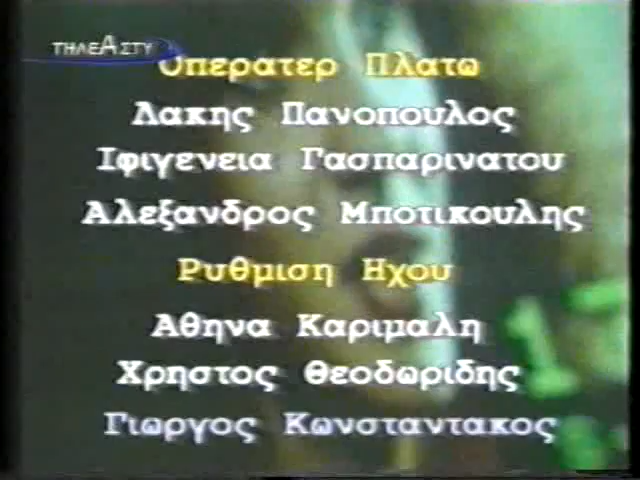 ΤΗΛΕΑΣΤΥ
Οπερατερ Πλατω
Λακης Πανοπουλος
Ιφιγενεια Γασπαρινατου
Αλεξανδρος Μποτικουλης
Ρυθμιση Ηχου
Αθηνα Καριμαλη
Χρηστος Θεοδωριδης
Γιωργος Κωνσταντακος